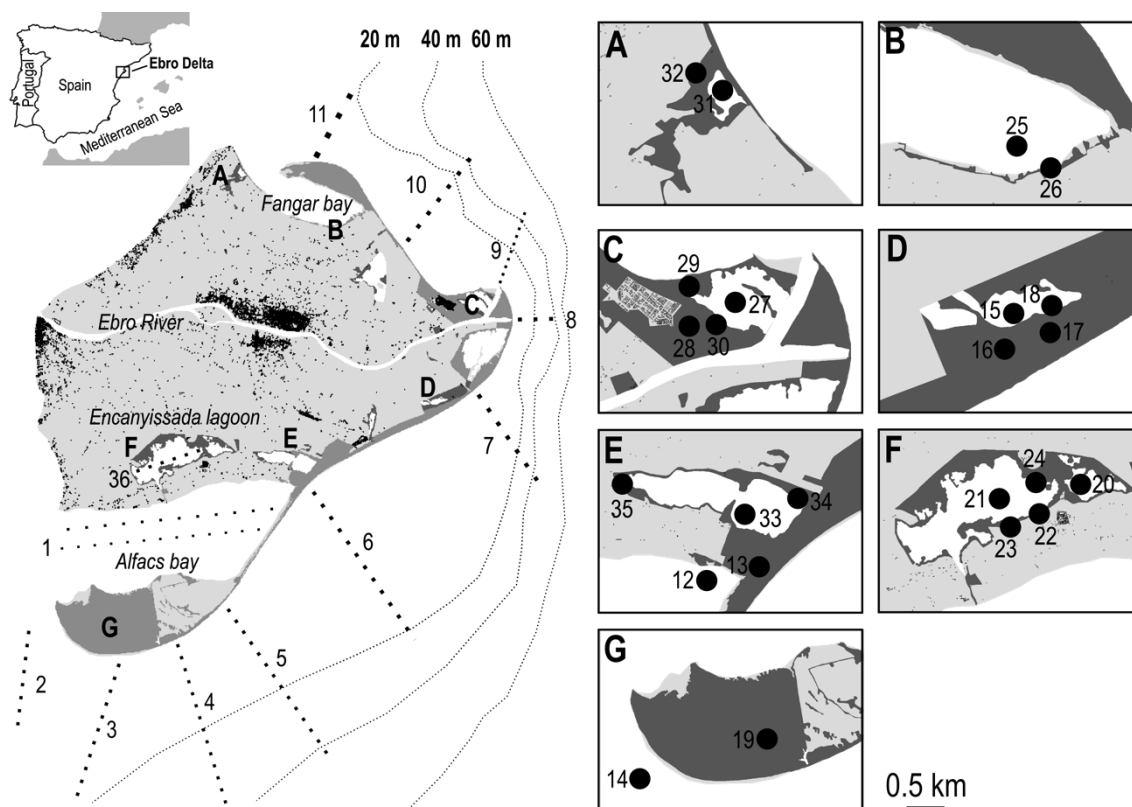 Portugal
Spain
Ebro Delta
Mediterranean Sea
20 m 40 m 60 m
11
10
9
8
7
6
5
4
3
2
1
A
Fangar bay
B
C
Ebro River
D
Encanyissada lagoon
F
E
36
Alfacs bay
G
A
32
31
B
25
26
C
29
27
28
30
D
15
18
16
17
E
35
34
33
13
12
F
24
20
21
22
23
G
19
14
0.5 km